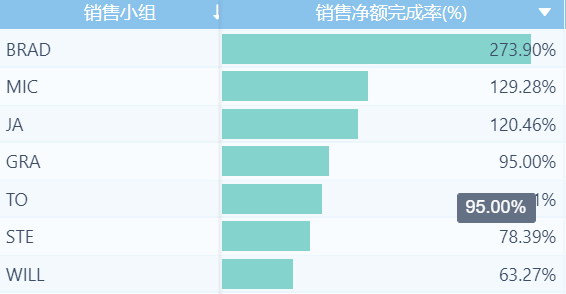 销售小组 ↓ 销售净额完成率(%)
BRAD 273.90%
MIC 129.28%
JA 120.46%
GRA 95.00%
TO 1%
95.00%
STE 78.39%
WILL 63.27%